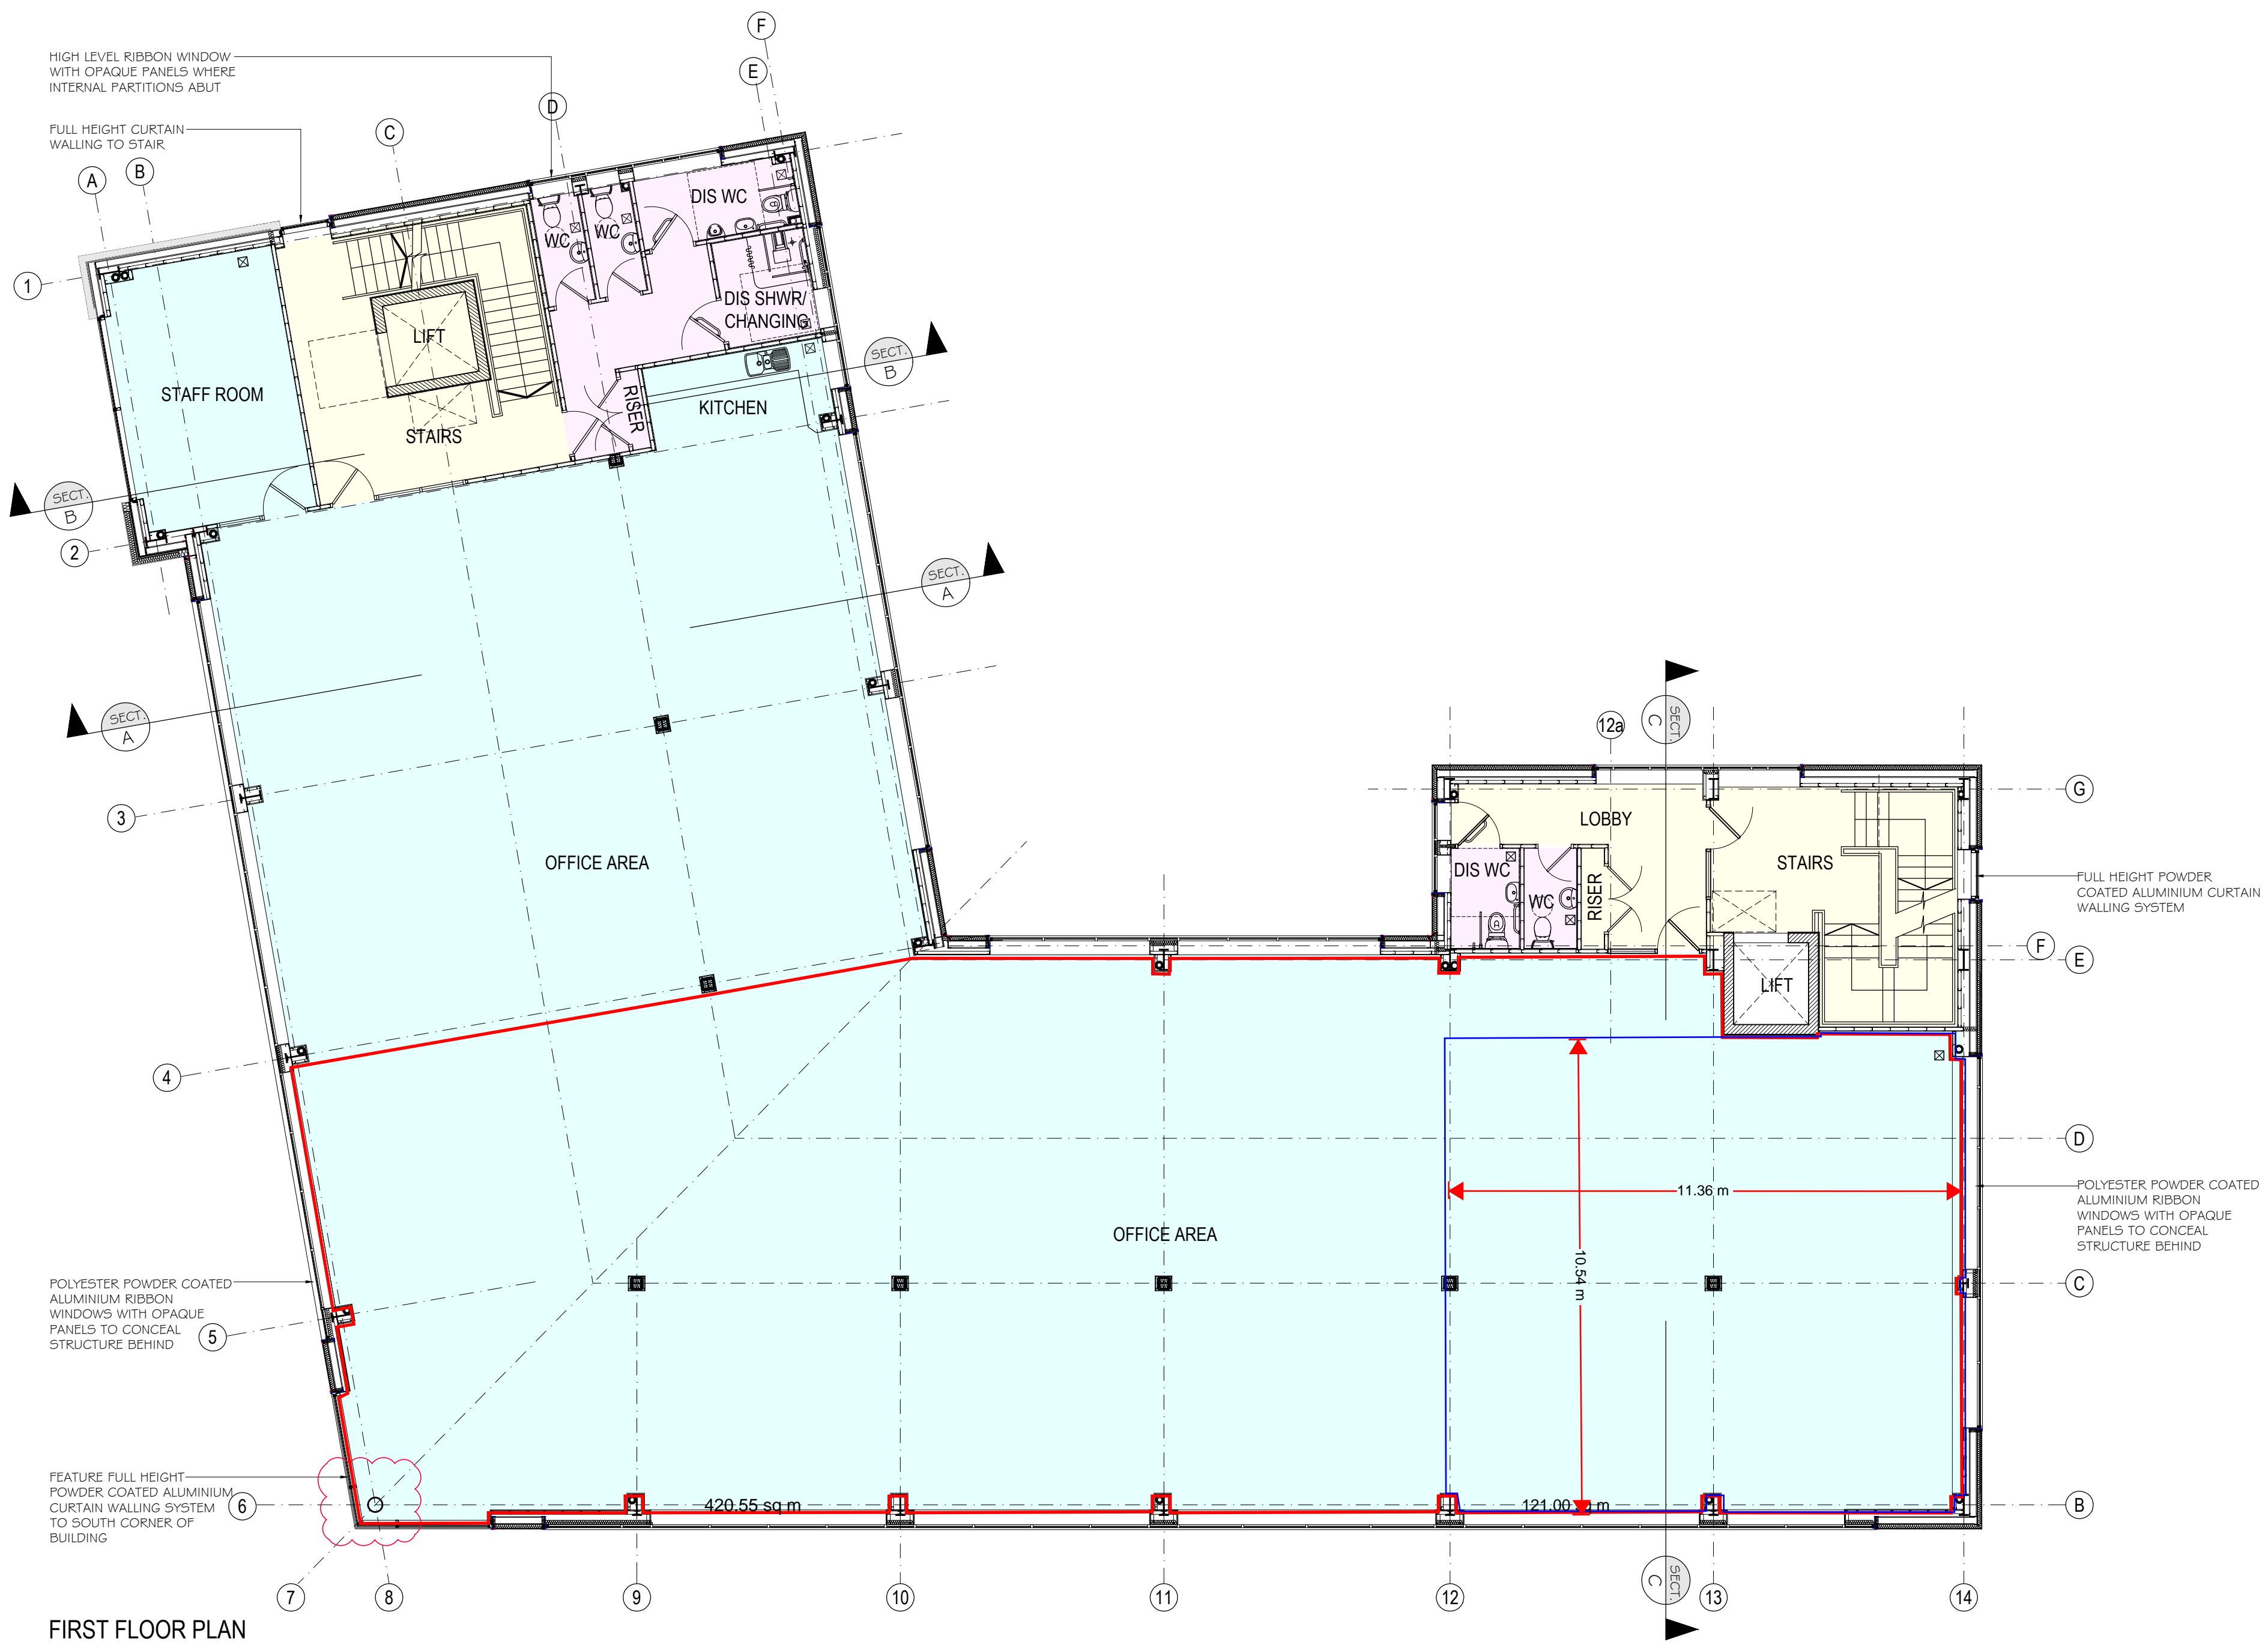 F
HIGH LEVEL RIBBON WINDOW
WITH OPAQUE PANELS WHERE
INTERNAL PARTITIONS ABUT
E
D
FULL HEIGHT CURTAIN
WALLING TO STAIR
C
B
A
DIS WC
WC
WC
1
DIS SHWR/
CHANGING
LIFT
SECT.
B
STAFF ROOM
RISER
KITCHEN
STAIRS
SECT.
B
2
SECT.
A
SECT.
A
SECT.
C
12a
G
3
LOBBY
OFFICE AREA
STAIRS
DIS WC
WC
RISER
FULL HEIGHT POWDER
COATED ALUMINIUM CURTAIN
WALLING SYSTEM
F
E
LIFT
4
D
POLYESTER POWDER COATED
ALUMINIUM RIBBON
WINDOWS WITH OPAQUE
PANELS TO CONCEAL
STRUCTURE BEHIND
11.36 m
OFFICE AREA
10.54 m
C
POLYESTER POWDER COATED
ALUMINIUM RIBBON
WINDOWS WITH OPAQUE
PANELS TO CONCEAL
STRUCTURE BEHIND
5
FEATURE FULL HEIGHT
POWDER COATED ALUMINIUM
CURTAIN WALLING SYSTEM
TO SOUTH CORNER OF
BUILDING
6
420.55 sq m
121.00 m
B
SECT.
C
7
8
9
10
11
12
13
14
FIRST FLOOR PLAN